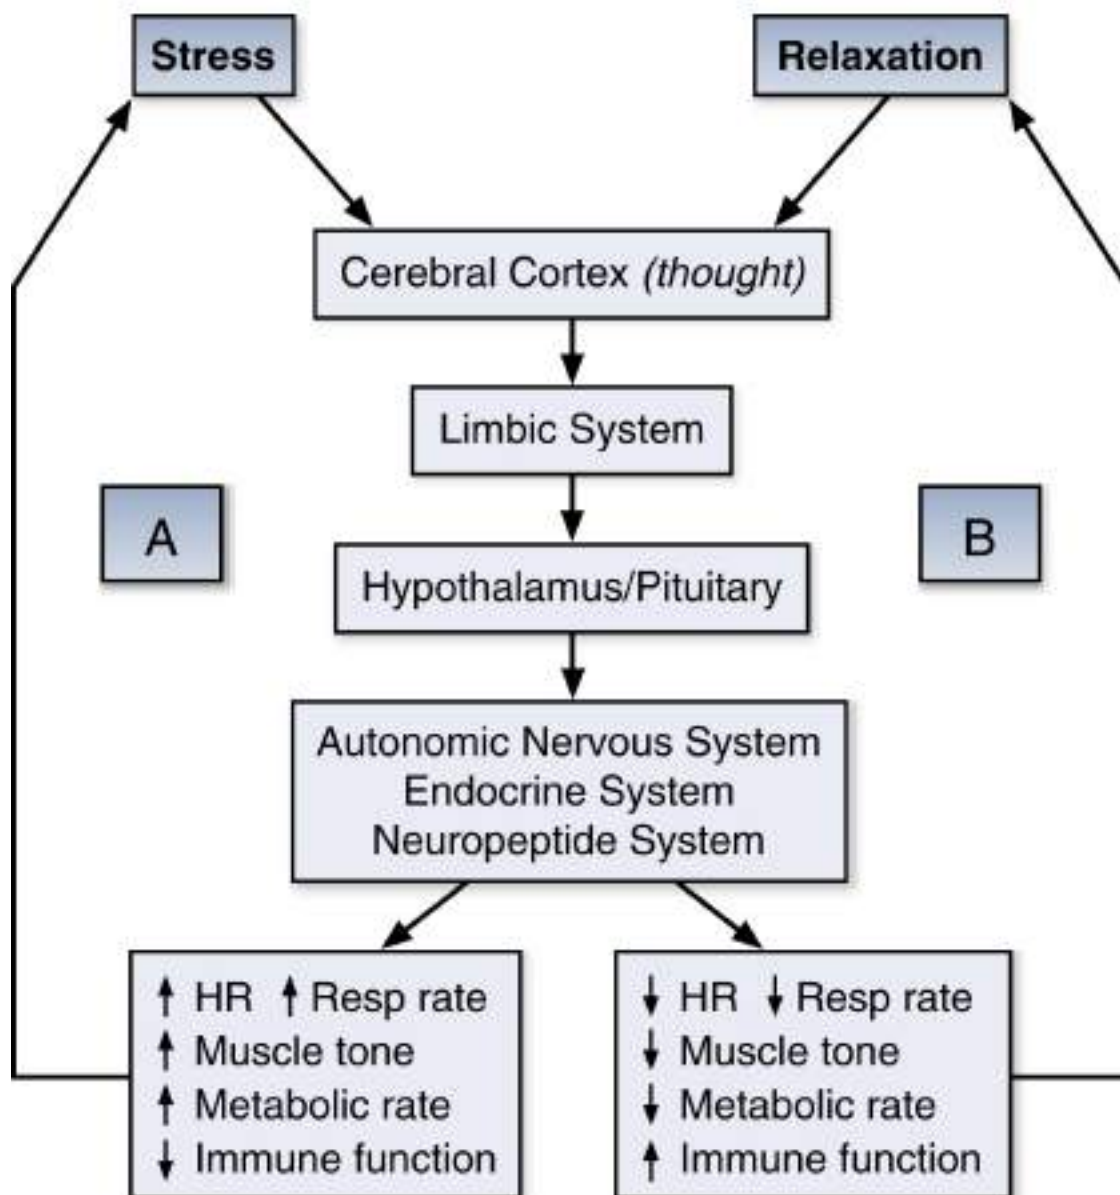 Stress
Relaxation
Cerebral Cortex (thought)
Limbic System
A
B
Hypothalamus/Pituitary
Autonomic Nervous System
Endocrine System
Neuropeptide System
↑ HR ↑ Resp rate
↑ Muscle tone
↑ Metabolic rate
↓ Immune function
↓ HR ↓ Resp rate
↓ Muscle tone
↓ Metabolic rate
↑ Immune function